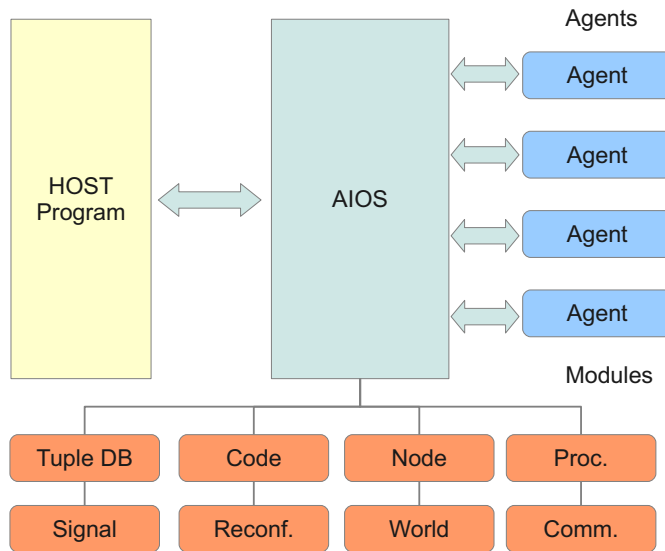 Agents
Agent
HOST
Program
AIOS
Agent
Agent
Agent
Modules
Tuple DB
Code
Node
Proc.
Signal
Reconf.
World
Comm.